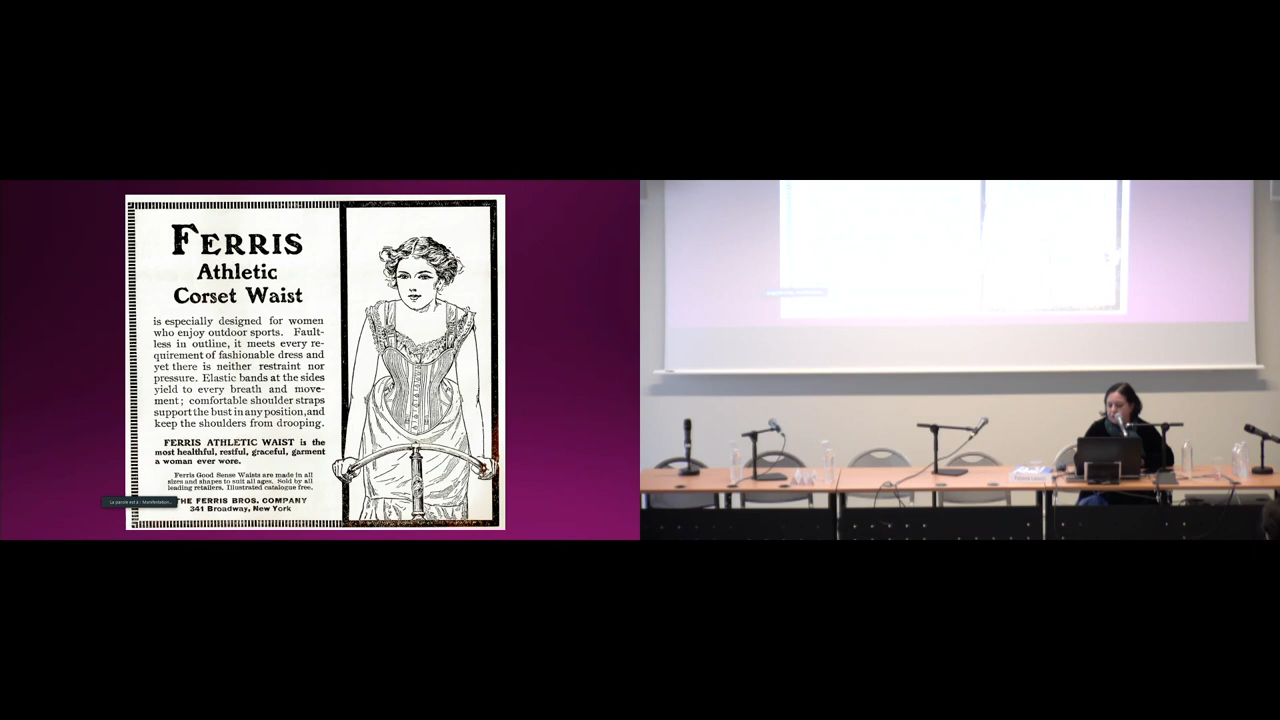 FERRIS
Athletic
Corset Waist
is especially designed for women
who enjoy outdoor sports. Fault-
less in outline, it meets every re-
quirement of fashionable dress and
yet there is neither restraint nor
pressure. Elastic bands at the sides
yield to every breath and move-
ment; comfortable shoulder straps
support the bust in any position, and
keep the shoulders from drooping.
FERRIS ATHLETIC WAIST is the
most healthful, restful, graceful, garment
a woman ever wore.
Ferris Good Sense Waists are made in all
sizes and shapes to suit all ages. Sold by all
leading retailers. Illustrated catalogue free.
La parole est à : Manifestation...
THE FERRIS BROS. COMPANY
341 Broadway, New York